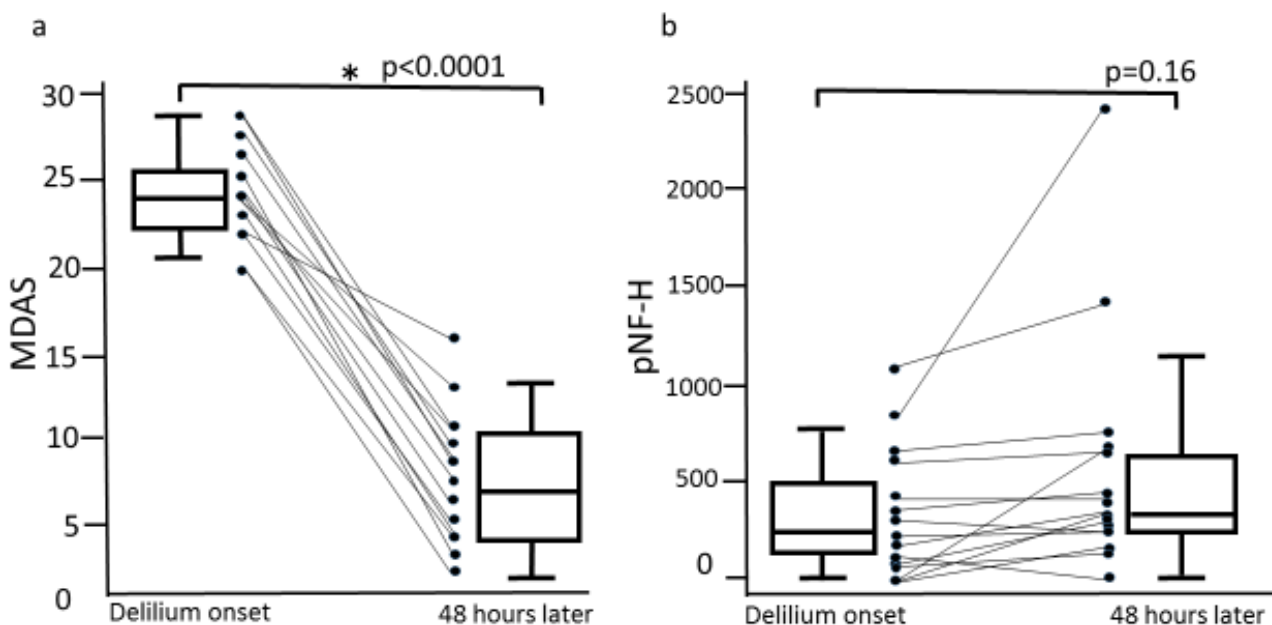 a
* p<0.0001
30
25
20
15
10
5
0
MDAS
Delilium onset
48 hours later
b
p=0.16
2500
2000
1500
1000
500
0
pNF-H
Delilium onset
48 hours later